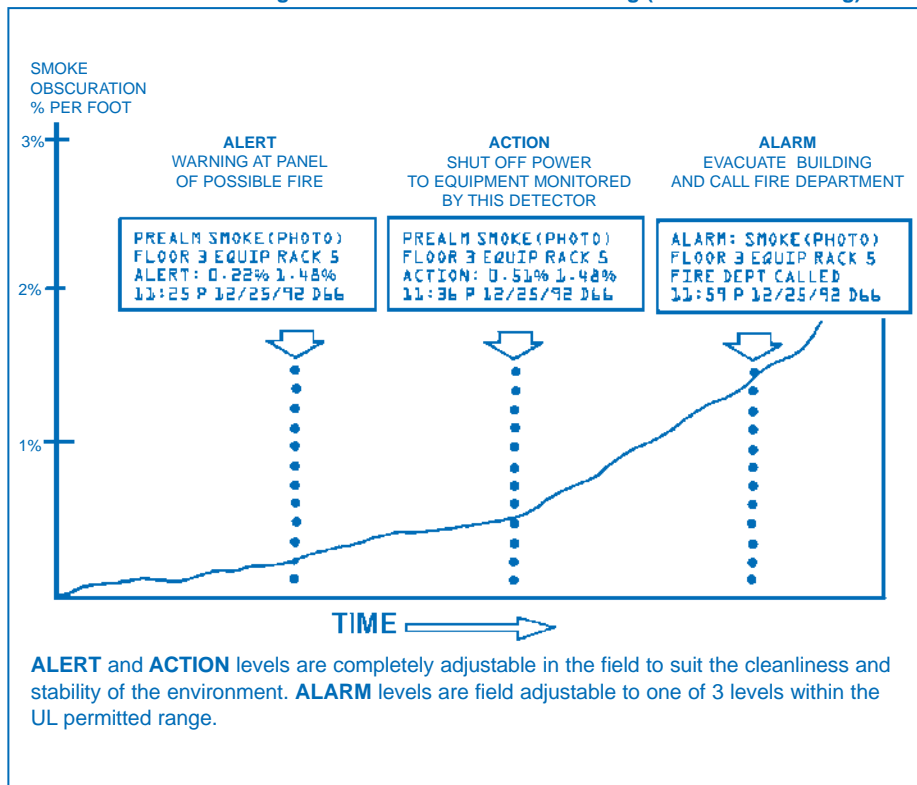 SMOKE
OBSCURATION
% PER FOOT
3%
2%
1%
ALERT
WARNING AT PANEL
OF POSSIBLE FIRE
PREALM SMOKE(PHOTO)
FLOOR 3 EQUIP RACK 5
ALERT: 0.22% 1.48%
11:25 P 12/25/92 D66
ACTION
SHUT OFF POWER
TO EQUIPMENT MONITORED
BY THIS DETECTOR
PREALM SMOKE(PHOTO)
FLOOR 3 EQUIP RACK 5
ACTION: 0.51% 1.48%
11:36 P 12/25/92 D66
ALARM
EVACUATE BUILDING
AND CALL FIRE DEPARTMENT
ALARM: SMOKE(PHOTO)
FLOOR 3 EQUIP RACK 5
FIRE DEPT CALLED
11:59 P 12/25/92 D66
TIME
ALERT and ACTION levels are completely adjustable in the field to suit the cleanliness and
stability of the environment. ALARM levels are field adjustable to one of 3 levels within the
UL permitted range.